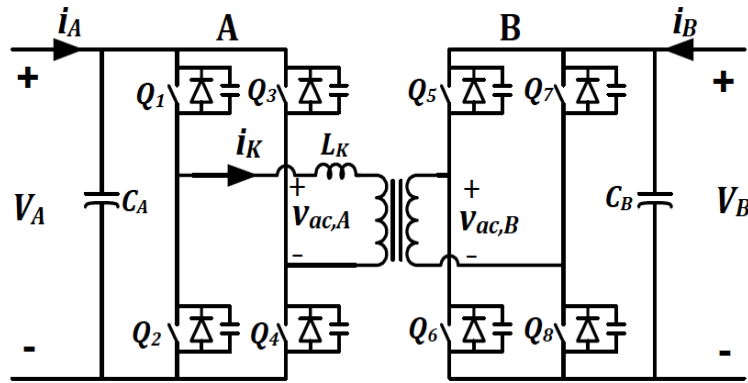 i_A A B i_B
+ Q_1 Q_3 Q_5 Q_7 +
i_K L_K
V_A C_A + v_ac,A + v_ac,B C_B V_B
- -
- Q_2 Q_4 Q_6 Q_8 -